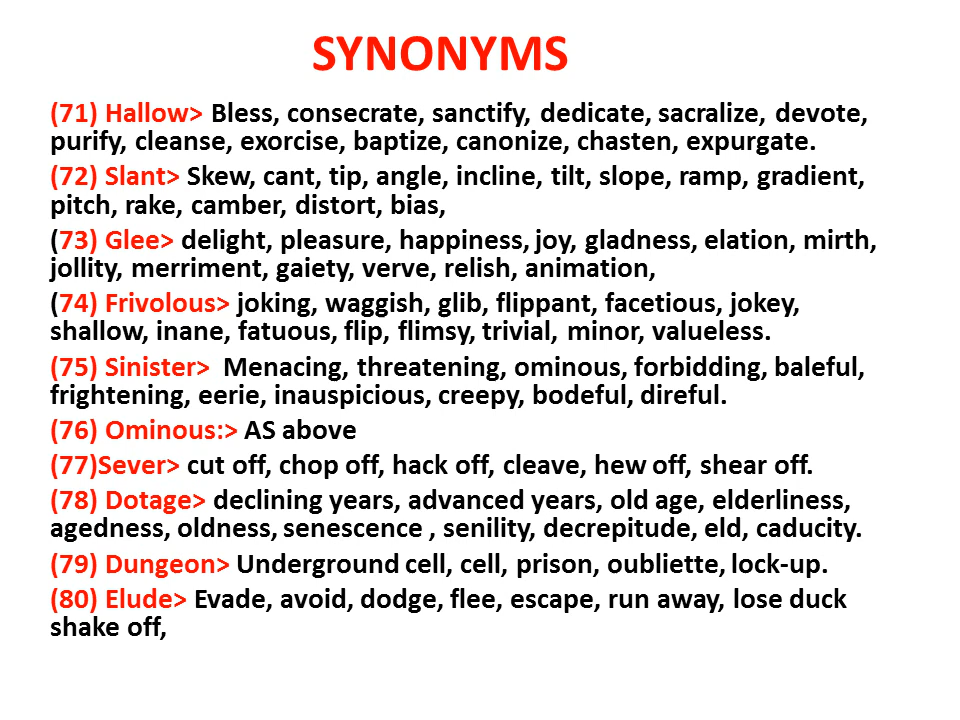 SYNONYMS
(71) Hallow> Bless, consecrate, sanctify, dedicate, sacralize, devote,
purify, cleanse, exorcise, baptize, canonize, chasten, expurgate.
(72) Slant> Skew, cant, tip, angle, incline, tilt, slope, ramp, gradient,
pitch, rake, camber, distort, bias,
(73) Glee> delight, pleasure, happiness, joy, gladness, elation, mirth,
jollity, merriment, gaiety, verve, relish, animation,
(74) Frivolous> joking, waggish, glib, flippant, facetious, jokey,
shallow, inane, fatuous, flip, flimsy, trivial, minor, valueless.
(75) Sinister> Menacing, threatening, ominous, forbidding, baleful,
frightening, eerie, inauspicious, creepy, bodeful, direful.
(76) Ominous:> AS above
(77)Sever> cut off, chop off, hack off, cleave, hew off, shear off.
(78) Dotage> declining years, advanced years, old age, elderliness,
agedness, oldness, senescence , senility, decrepitude, eld, caducity.
(79) Dungeon> Underground cell, cell, prison, oubliette, lock-up.
(80) Elude> Evade, avoid, dodge, flee, escape, run away, lose duck
shake off,